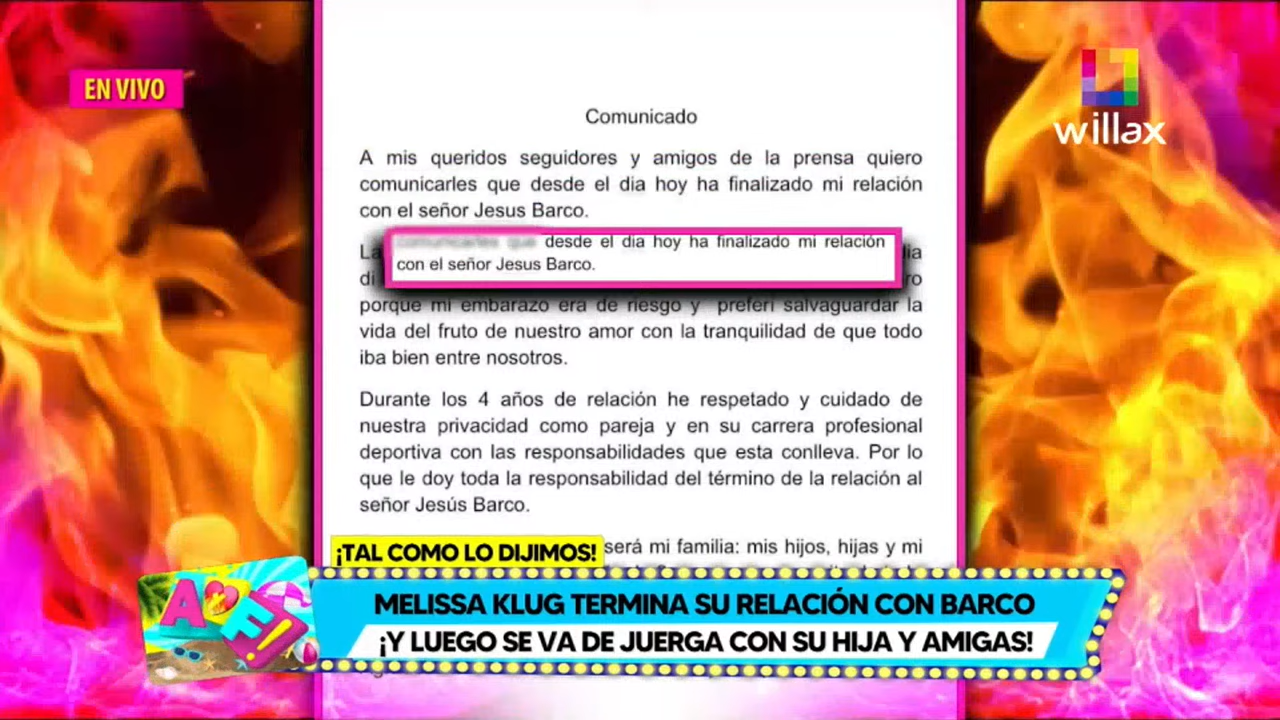 EN VIVO
willax
Comunicado
A mis queridos seguidores y amigos de la prensa quiero
comunicarles que desde el dia hoy ha finalizado mi relación
con el señor Jesus Barco.
La
desde el dia hoy ha finalizado mi relación
con el señor Jesus Barco.
di
porque mi embarazo era de riesgo y preferi salvaguardar la
vida del fruto de nuestro amor con la tranquilidad de que todo
iba bien entre nosotros.
Durante los 4 años de relación he respetado y cuidado de
nuestra privacidad como pareja y en su carrera profesional
deportiva con las responsabilidades que esta conlleva. Por lo
que le doy toda la responsabilidad del término de la relación al
señor Jesús Barco.
¡TAL COMO LO DIJIMOS!
será mi familia: mis hijos, hijas y mi
AF!
MELISSA KLUG TERMINA SU RELACIÓN CON BARCO
¡Y LUEGO SE VA DE JUERGA CON SU HIJA Y AMIGAS!